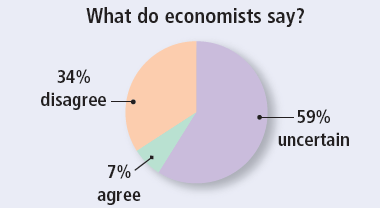 What do economists say?
34%
disagree
59%
uncertain
7%
agree